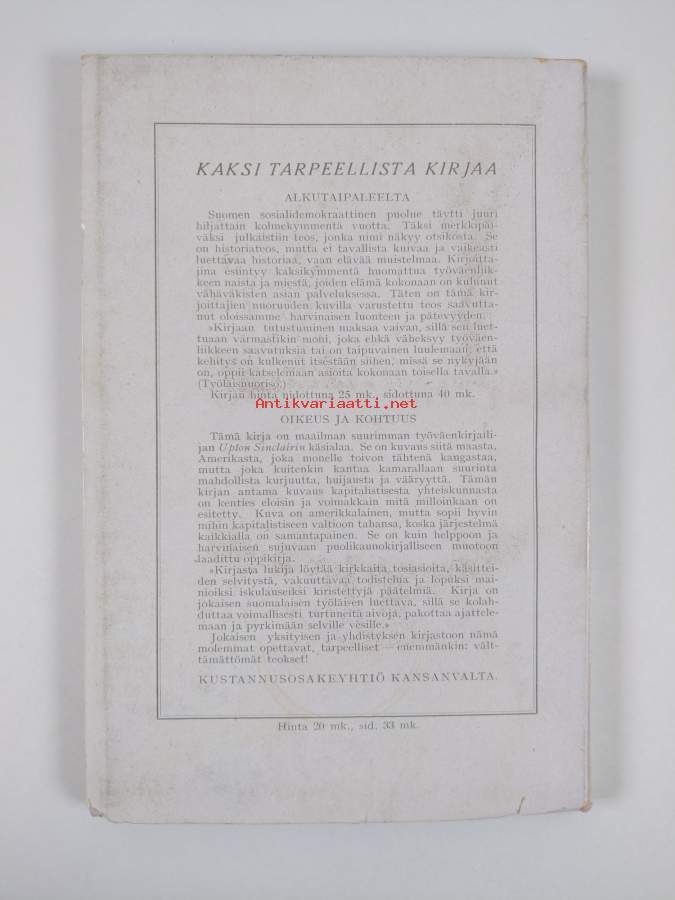 KAKSI TARPEELLISTA KIRJAA
ALKUTAIPALEELTA
Suomen sosialidemokraattinen puolue täytti juuri
hiljattain kolmekymmentä vuotta. Täksi merkkipäi-
väksi julkaistiin teos, jonka nimi näkyy otsikosta. Se
on historiateos, mutta ei tavallista kuivaa ja vaikeasti
luettavaa historiaa, vaan elävää muistelmaa. Kirjoitta-
jina esiintyy kaksikymmentä huomattua työväenliik-
keen naista ja miestä, joiden elämä kokonaan on kulunut
vähäväkisten asian palveluksessa. Täten on tämä kir-
joittajien nuoruuden kuvilla varustettu teos saavutta-
nut oloissamme harvinaisen luonteen ja pätevyyden.
»Kirjaan tutustuminen maksaa vaivan, sillä sen luet-
tuaan varmastikin moni, joka ehkä väheksyy työväen-
liikkeen saavutuksia tai on taipuvainen luulemaan, että
kehitys on kulkenut itsestään siihen, missä se nykyjään
on, oppii katselemaan asioita kokonaan toisella tavalla.»
(Työläisnuoriso.)
Kirjan hinta nidottuna 25 mk., sidottuna 40 mk.
Antikvariaatti.net
OIKEUS JA KOHTUUS
Tämä kirja on maailman suurimman työväenkirjaili-
jan Upton Sinclairin käsialaa. Se on kuvaus siitä maasta,
Amerikasta, joka monelle toivon tähtenä kangastaa,
mutta joka kuitenkin kantaa kamarallaan suurinta
mahdollista kurjuutta, huijausta ja vääryyttä. Tämän
kirjan antama kuvaus kapitalistisesta yhteiskunnasta
on kenties eloisin ja voimakkain mitä milloinkaan on
esitetty. Kuva on amerikkalainen, mutta sopii hyvin
mihin kapitalistiseen valtioon tahansa, koska järjestelmä
kaikkialla on samantapainen. Se on kuin helppoon ja
harvinaisen sujuvaan puolikaunokirjalliseen muotoon
laadittu oppikirja.
»Kirjasta lukija löytää kirkkaita tosiasioita, käsittei-
den selvitystä, vakuuttavaa todistelua ja lopuksi mai-
nioiksi iskulauseiksi kiristettyjä päätelmiä. Kirja on
jokaisen suomalaisen työläisen luettava, sillä se kolah-
duttaa voimallisesti turtuneita aivoja, pakottaa ajattele-
maan ja pyrkimään selville vesille.»
Jokaisen yksityisen ja yhdistyksen kirjastoon nämä
molemmat opettavat, tarpeelliset — enemmänkin: vält-
tämättömät teokset!
KUSTANNUSOSAKEYHTIÖ KANSANVALTA.
Hinta 20 mk., sid. 33 mk.